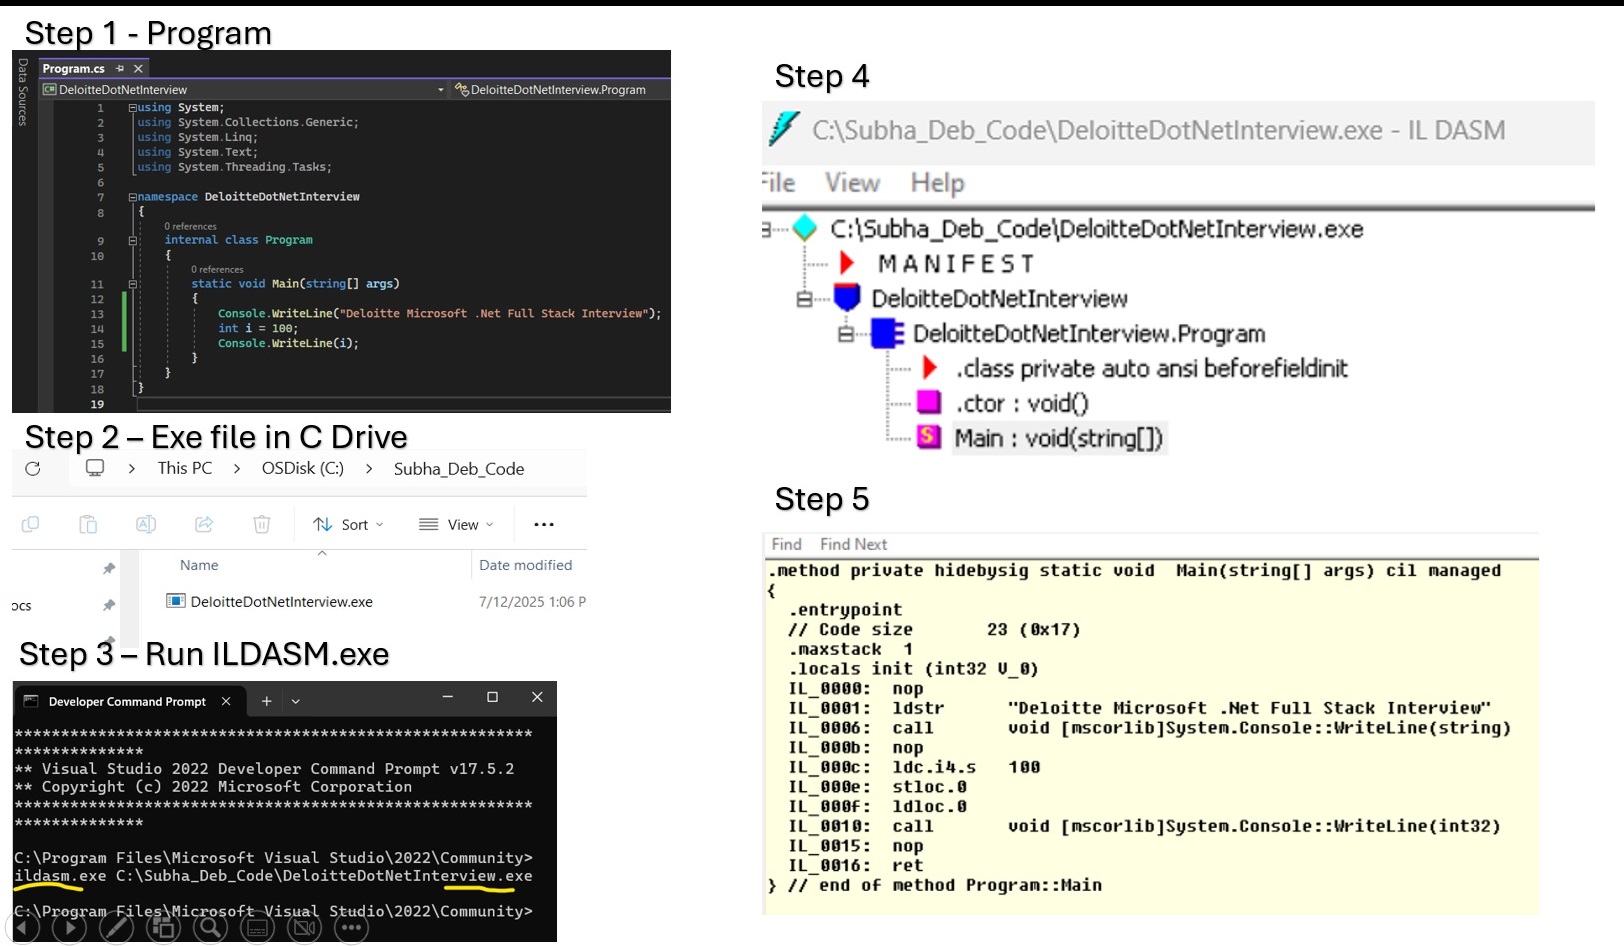 Step 1 - Program
Data Sources
Program.cs
DeloitteDotNetInterview
DeloitteDotNetInterview.Program
1 using System;
2 using System.Collections.Generic;
3 using System.Linq;
4 using System.Text;
5 using System.Threading.Tasks;
6
7 namespace DeloitteDotNetInterview
8 {
0 references
9 internal class Program
10 {
0 references
11 static void Main(string[] args)
12 {
13 Console.WriteLine("Deloitte Microsoft .Net Full Stack Interview");
14 int i = 100;
15 Console.WriteLine(i);
16 }
17 }
18 }
19
Step 2 – Exe file in C Drive
This PC > OSDisk (C:) > Subha_Deb_Code
Sort View ...
Name Date modified
DeloitteDotNetInterview.exe 7/12/2025 1:06 P
ocs
Step 3 – Run ILDASM.exe
Developer Command Prompt
********************************************************
**************
** Visual Studio 2022 Developer Command Prompt v17.5.2
** Copyright (c) 2022 Microsoft Corporation
********************************************************
**************
C:\Program Files\Microsoft Visual Studio\2022\Community>
ildasm.exe C:\Subha_Deb_Code\DeloitteDotNetInterview.exe
C:\Program Files\Microsoft Visual Studio\2022\Community>
Step 4
C:\Subha_Deb_Code\DeloitteDotNetInterview.exe - IL DASM
File View Help
C:\Subha_Deb_Code\DeloitteDotNetInterview.exe
M A N I F E S T
DeloitteDotNetInterview
DeloitteDotNetInterview.Program
.class private auto ansi beforefieldinit
.ctor : void()
S Main : void(string[])
Step 5
Find Find Next
.method private hidebysig static void Main(string[] args) cil managed
{
.entrypoint
// Code size 23 (0x17)
.maxstack 1
.locals init (int32 V_0)
IL_0000: nop
IL_0001: ldstr "Deloitte Microsoft .Net Full Stack Interview"
IL_0006: call void [mscorlib]System.Console::WriteLine(string)
IL_000b: nop
IL_000c: ldc.i4.s 100
IL_000e: stloc.0
IL_000f: ldloc.0
IL_0010: call void [mscorlib]System.Console::WriteLine(int32)
IL_0015: nop
IL_0016: ret
} // end of method Program::Main